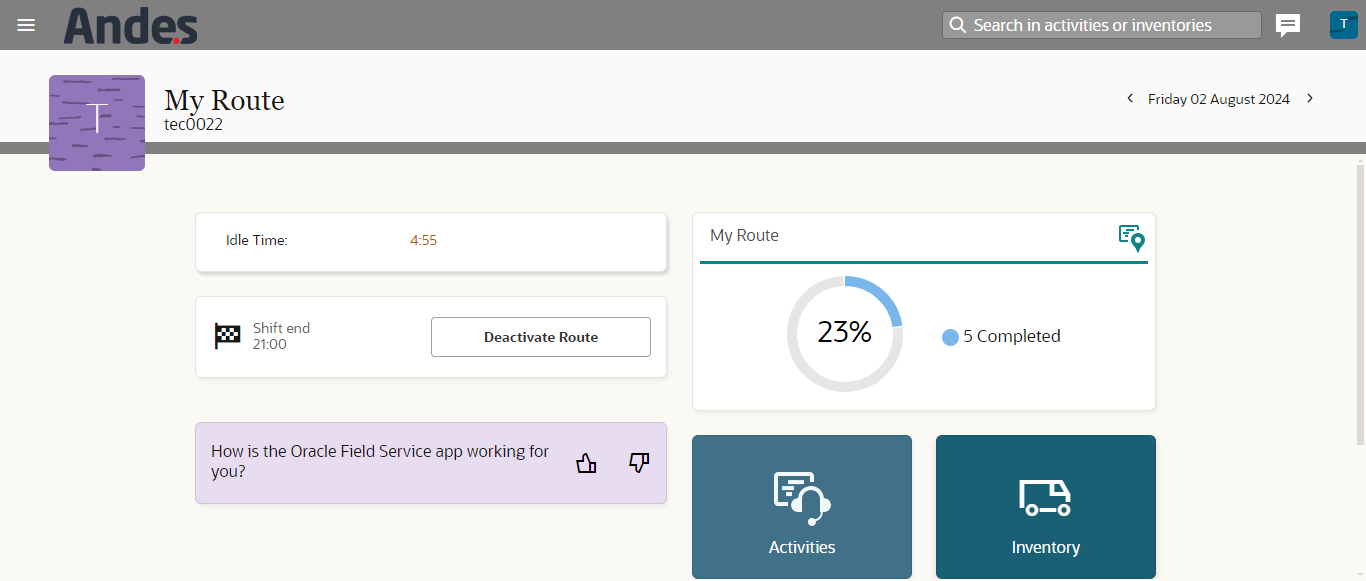 Andes
Search in activities or inventories
T
T
My Route
tec0022
Friday 02 August 2024
Idle Time: 4:55
My Route
23%
5 Completed
Shift end
21:00
Deactivate Route
How is the Oracle Field Service app working for
you?
Activities
Inventory